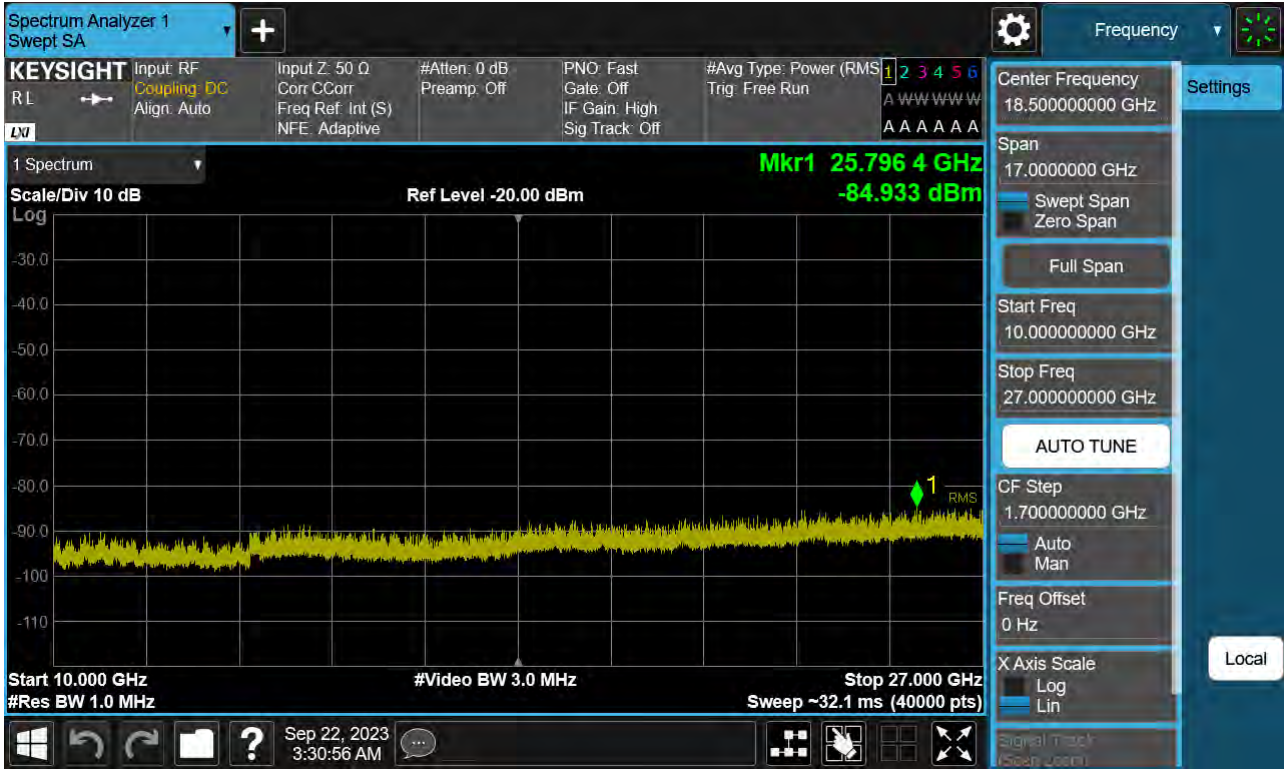 Spectrum Analyzer 1
Swept SA
+
Frequency
KEYSIGHT
RL
LXI
Input: RF
Coupling: DC
Align: Auto
Input Z: 50 Ω
Corr CCorr
Freq Ref: Int (S)
NFE: Adaptive
#Atten: 0 dB
Preamp: Off
PNO: Fast
Gate: Off
IF Gain: High
Sig Track: Off
#Avg Type: Power (RMS
Trig: Free Run
1 2 3 4 5 6
A W W W W W
A A A A A A
1 Spectrum
Scale/Div 10 dB
Log
Ref Level -20.00 dBm
Mkr1 25.796 4 GHz
-84.933 dBm
-30.0
-40.0
-50.0
-60.0
-70.0
-80.0
-90.0
-100
-110
1
RMS
Start 10.000 GHz
#Res BW 1.0 MHz
#Video BW 3.0 MHz
Stop 27.000 GHz
Sweep ~32.1 ms (40000 pts)
Center Frequency
18.500000000 GHz
Span
17.0000000 GHz
Swept Span
Zero Span
Full Span
Start Freq
10.000000000 GHz
Stop Freq
27.000000000 GHz
AUTO TUNE
CF Step
1.700000000 GHz
Auto
Man
Freq Offset
0 Hz
X Axis Scale
Log
Lin
Signal Track
(Span Zoom)
Settings
Local
?
Sep 22, 2023
3:30:56 AM